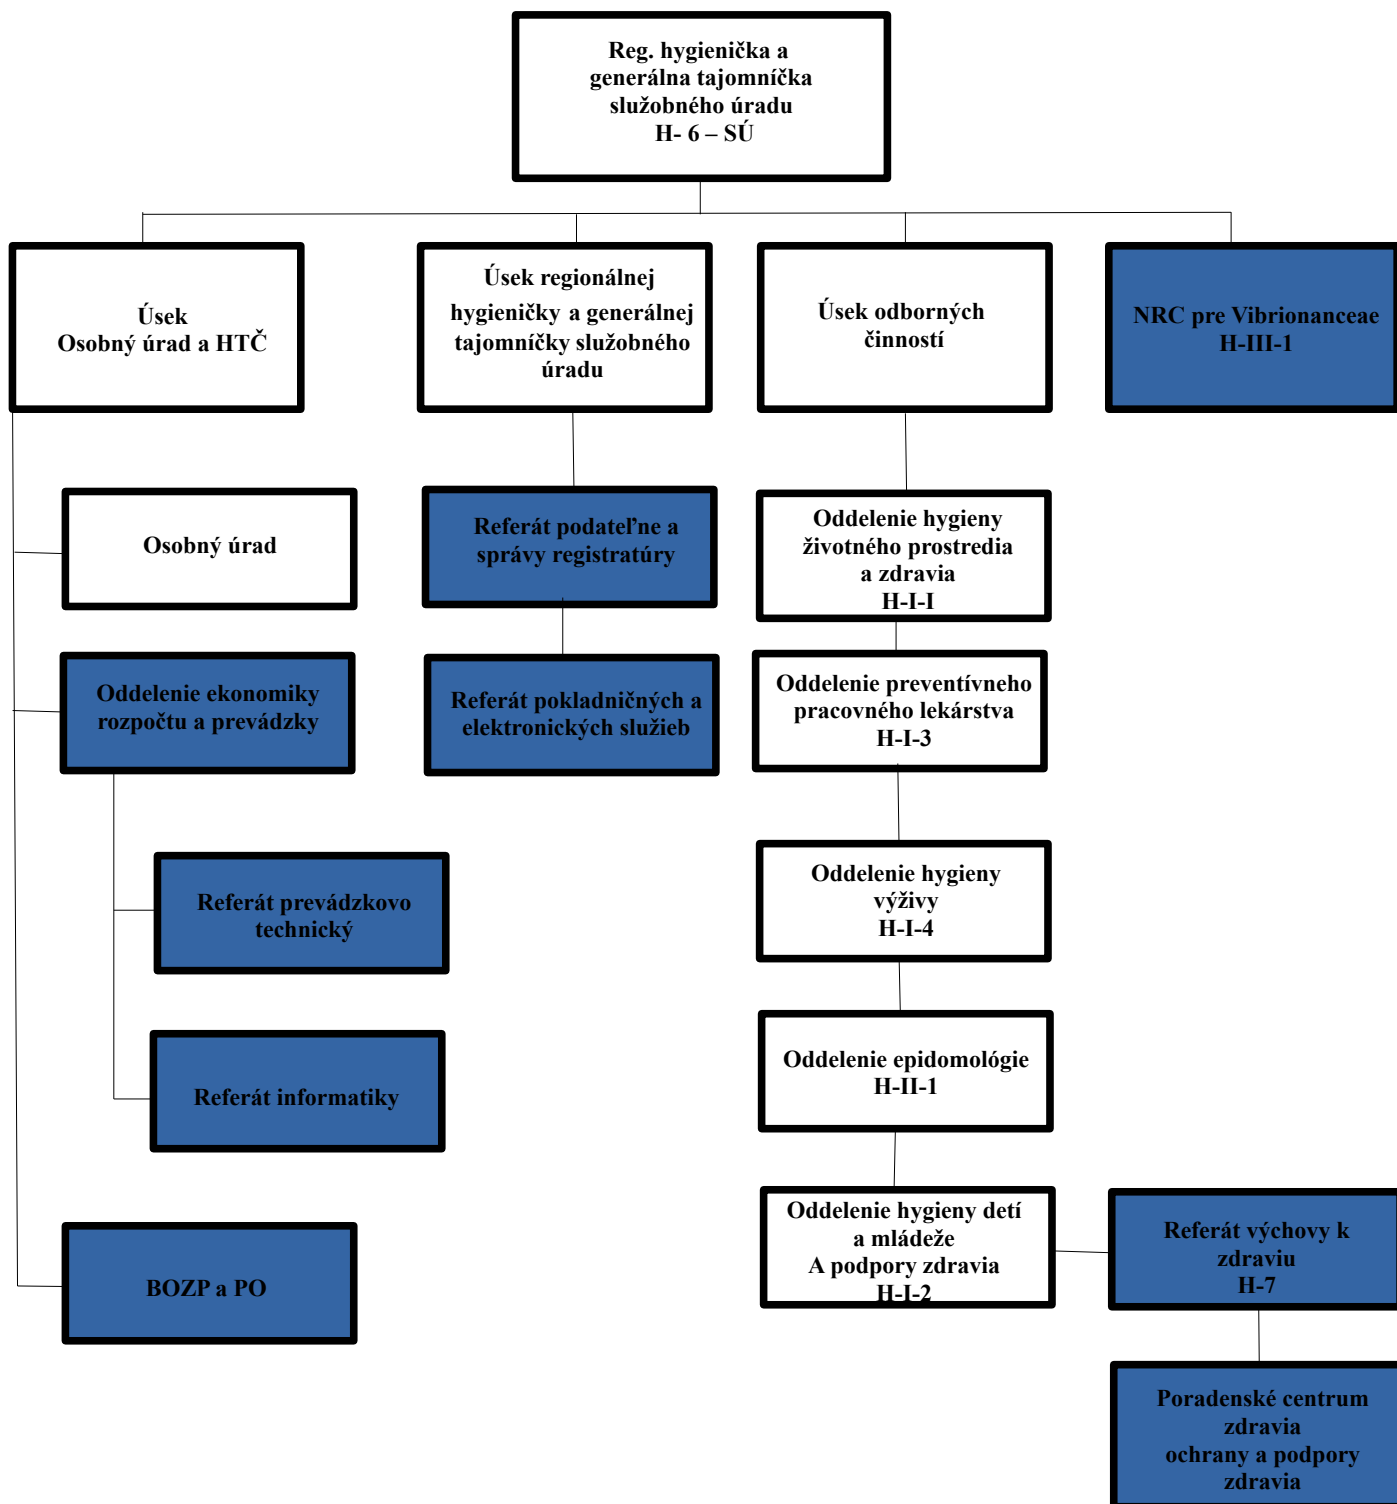 Reg. hygienička a
generálna tajomníčka
služobného úradu
H- 6 – SÚ
Úsek
Osobný úrad a HTČ
Úsek regionálnej
hygieničky a generálnej
tajomníčky služobného
úradu
Úsek odborných
činností
NRC pre Vibrionanceae
H-III-1
Osobný úrad
Referát podateľne a
správy registratúry
Oddelenie hygieny
životného prostredia
a zdravia
H-I-I
Oddelenie ekonomiky
rozpočtu a prevádzky
Referát pokladničných a
elektronických služieb
Oddelenie preventívneho
pracovného lekárstva
H-I-3
Referát prevádzkovo
technický
Oddelenie hygieny
výživy
H-I-4
Referát informatiky
Oddelenie epidomológie
H-II-1
BOZP a PO
Oddelenie hygieny detí
a mládeže
A podpory zdravia
H-I-2
Referát výchovy k
zdraviu
H-7
Poradenské centrum
zdravia
ochrany a podpory
zdravia